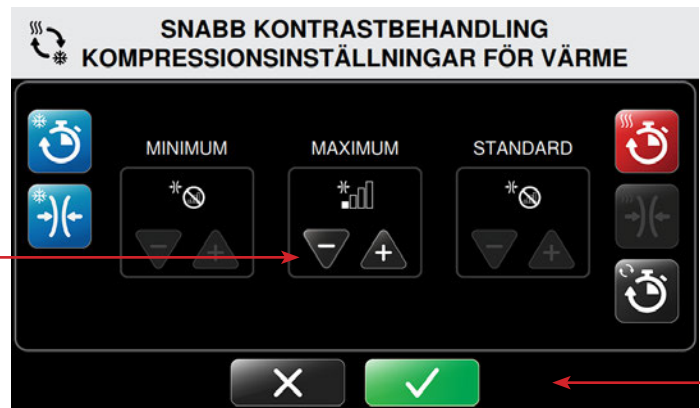 SNABB KONTRASTBEHANDLING
KOMPRESSIONSINSTÄLLNINGAR FÖR VÄRME
MINIMUM MAXIMUM STANDARD